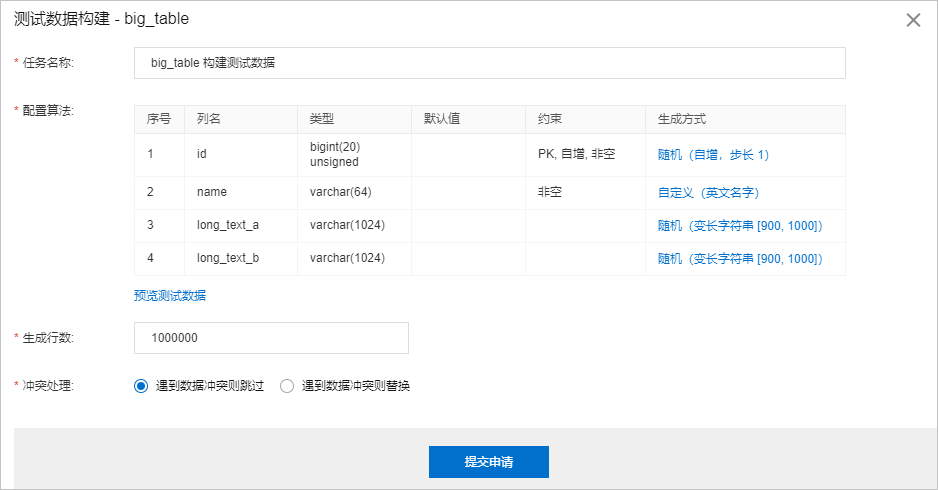 测试数据构建 - big_table
* 任务名称: big_table 构建测试数据
* 配置算法:
序号 列名 类型 默认值 约束 生成方式
1 id bigint(20) unsigned PK, 自增, 非空 随机（自增，步长 1）
2 name varchar(64) 非空 自定义（英文名字）
3 long_text_a varchar(1024) 随机（变长字符串 [900, 1000]）
4 long_text_b varchar(1024) 随机（变长字符串 [900, 1000]）
预览测试数据
* 生成行数: 1000000
* 冲突处理: 遇到数据冲突则跳过 遇到数据冲突则替换
提交申请